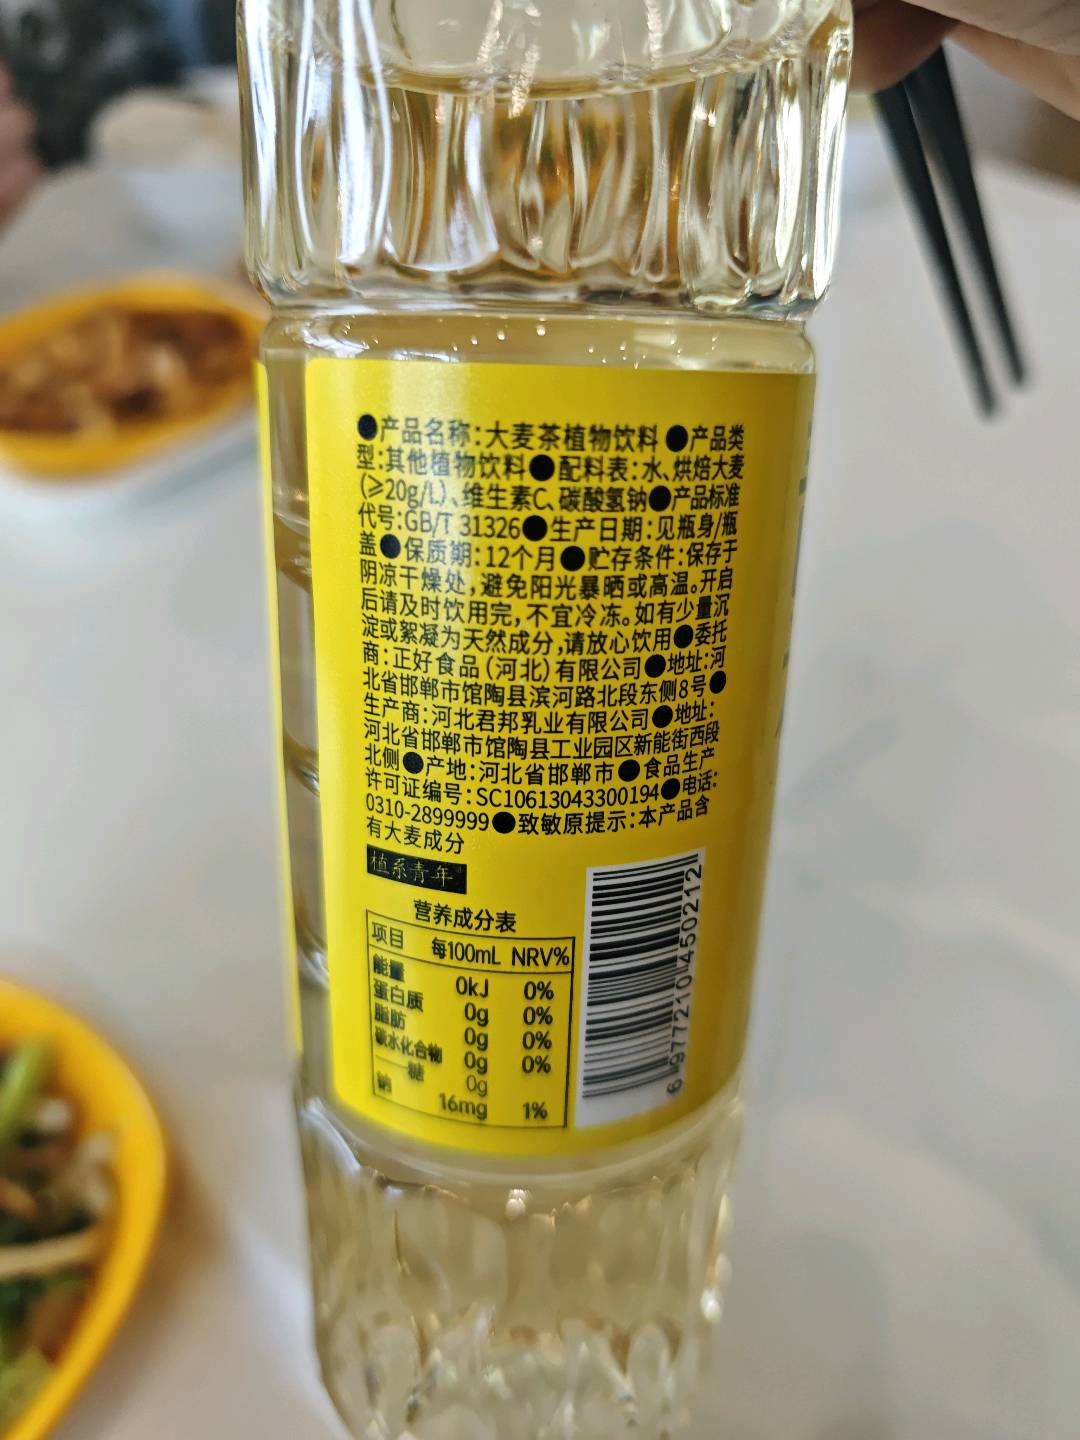 ●产品名称:大麦茶植物饮料 ●产品类
型:其他植物饮料●配料表:水、烘焙大麦
(≥20g/L)、维生素C、碳酸氢钠●产品标准
代号:GB/T 31326●生产日期:见瓶身/瓶
盖●保质期:12个月●贮存条件:保存于
阴凉干燥处,避免阳光暴晒或高温。开启
后请及时饮用完,不宜冷冻。如有少量沉
淀或絮凝为天然成分,请放心饮用●委托
商:正好食品(河北)有限公司●地址:河
北省邯郸市馆陶县滨河路北段东侧8号●
生产商:河北君邦乳业有限公司●地址:
河北省邯郸市馆陶县工业园区新能街西段
北侧●产地:河北省邯郸市●食品生产
许可证编号:SC10613043300194●电话:
0310-2899999●致敏原提示:本产品含
有大麦成分
植系青年
营养成分表
项目 每100mL NRV%
能量 0kJ 0%
蛋白质 0g 0%
脂肪 0g 0%
碳水化合物 0g 0%
——糖 0g
钠 16mg 1%
6 977210 450212